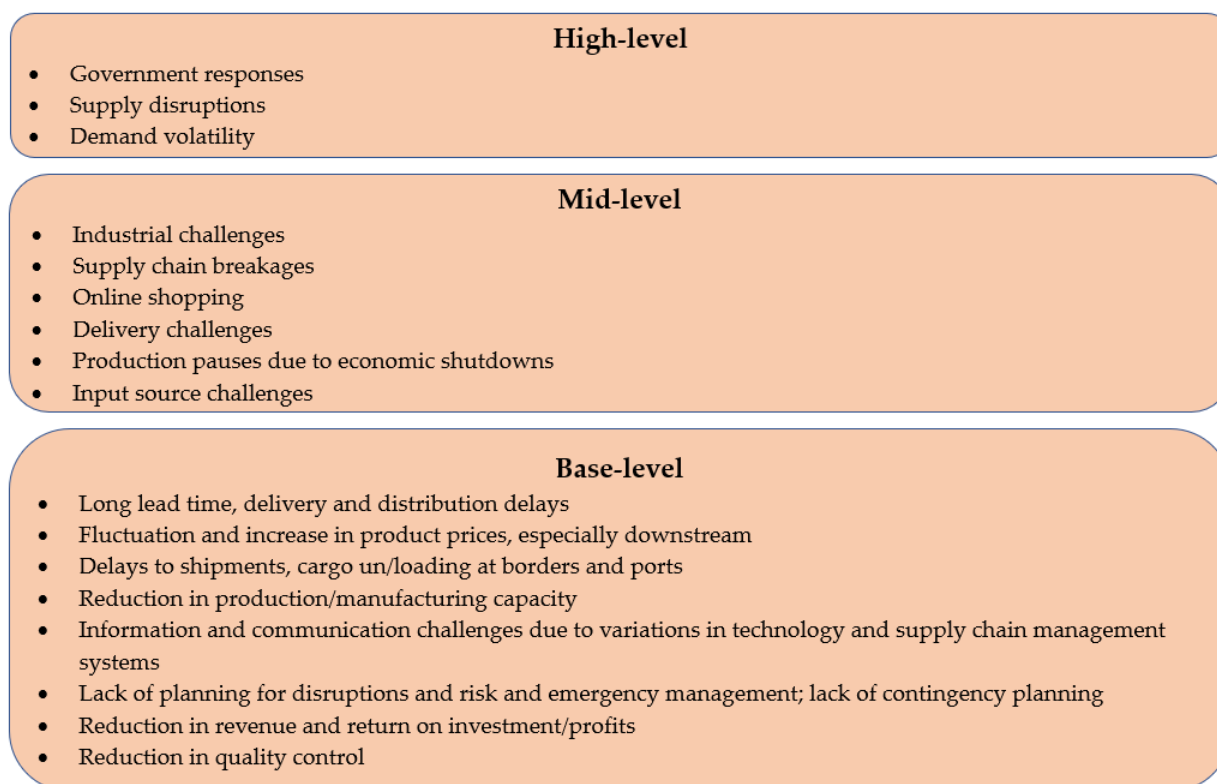 High-level
• Government responses
• Supply disruptions
• Demand volatility
Mid-level
• Industrial challenges
• Supply chain breakages
• Online shopping
• Delivery challenges
• Production pauses due to economic shutdowns
• Input source challenges
Base-level
• Long lead time, delivery and distribution delays
• Fluctuation and increase in product prices, especially downstream
• Delays to shipments, cargo un/loading at borders and ports
• Reduction in production/manufacturing capacity
• Information and communication challenges due to variations in technology and supply chain management
systems
• Lack of planning for disruptions and risk and emergency management; lack of contingency planning
• Reduction in revenue and return on investment/profits
• Reduction in quality control